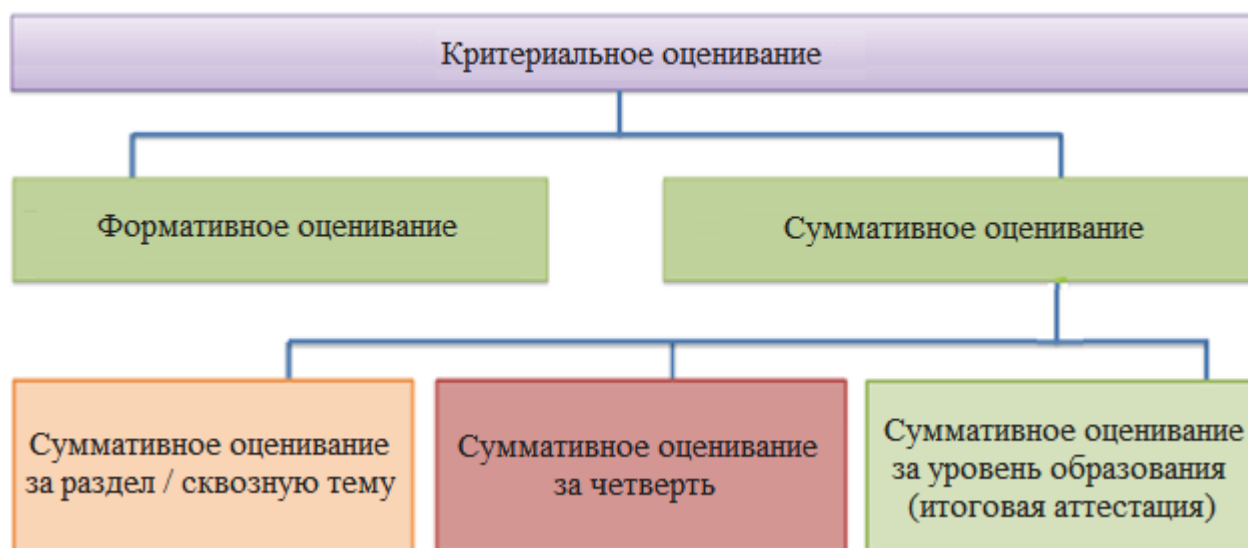 Критериальное оценивание
Формативное оценивание
Суммативное оценивание
Суммативное оценивание
за раздел / сквозную тему
Суммативное оценивание
за четверть
Суммативное оценивание
за уровень образования
(итоговая аттестация)